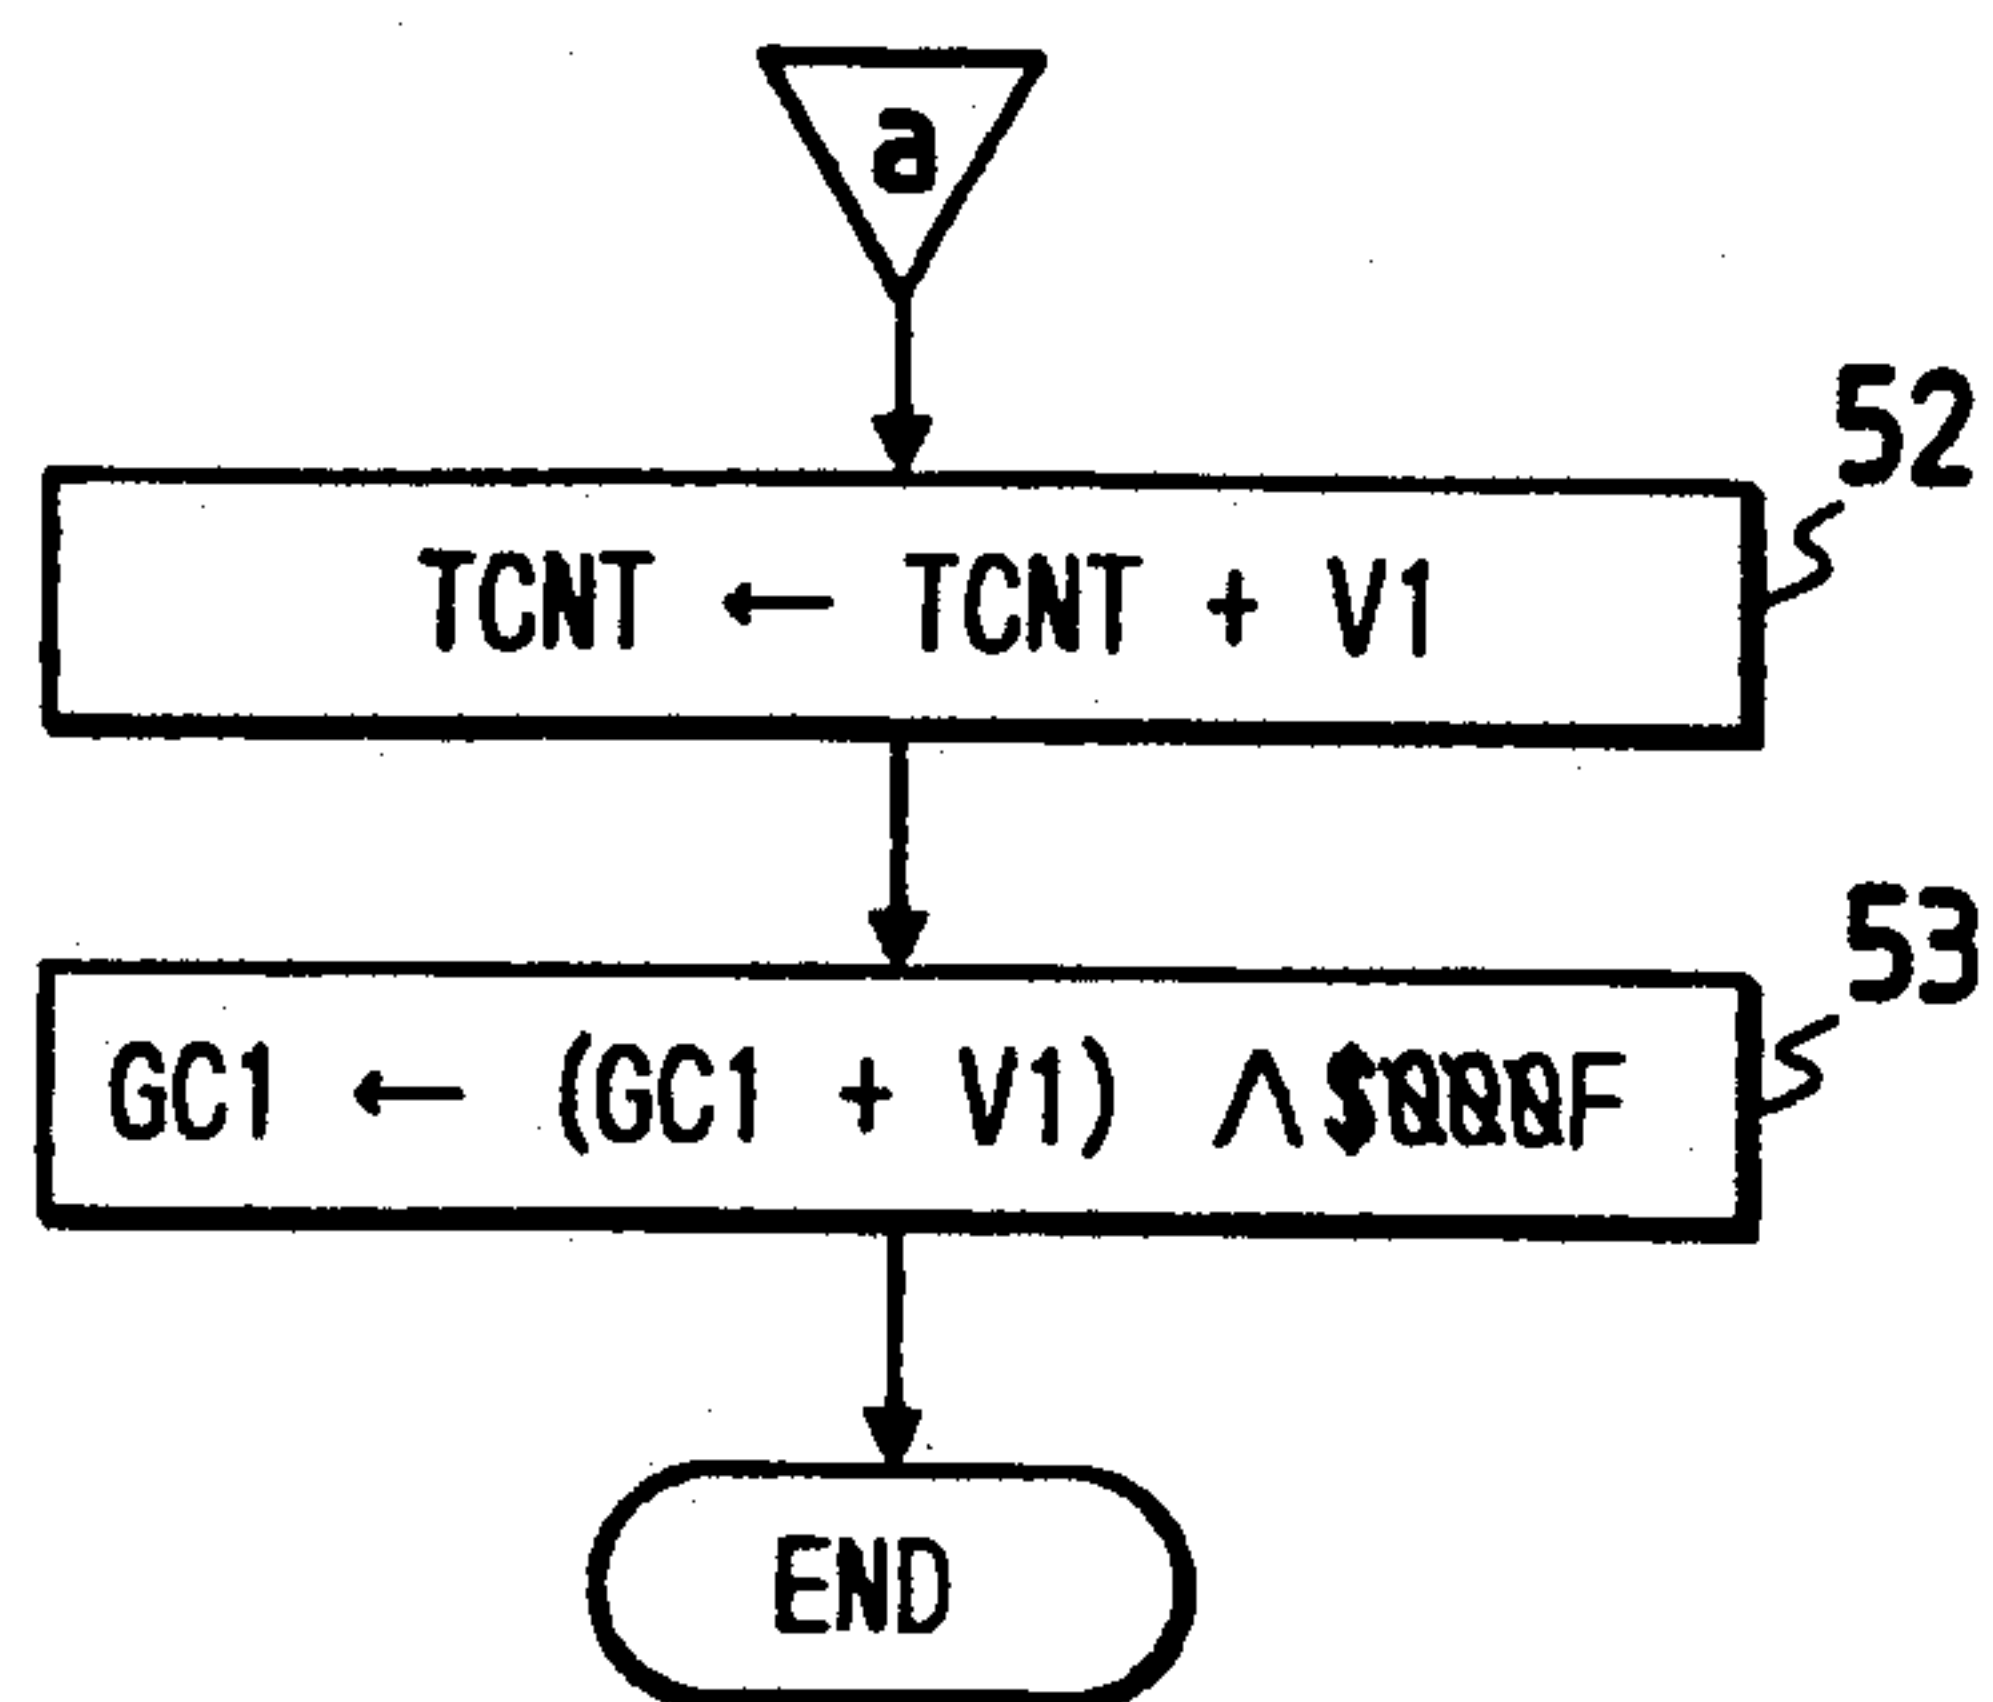 a
52
TCNT ← TCNT + V1
53
GC1 ← (GC1 + V1) ∧ $000F
END